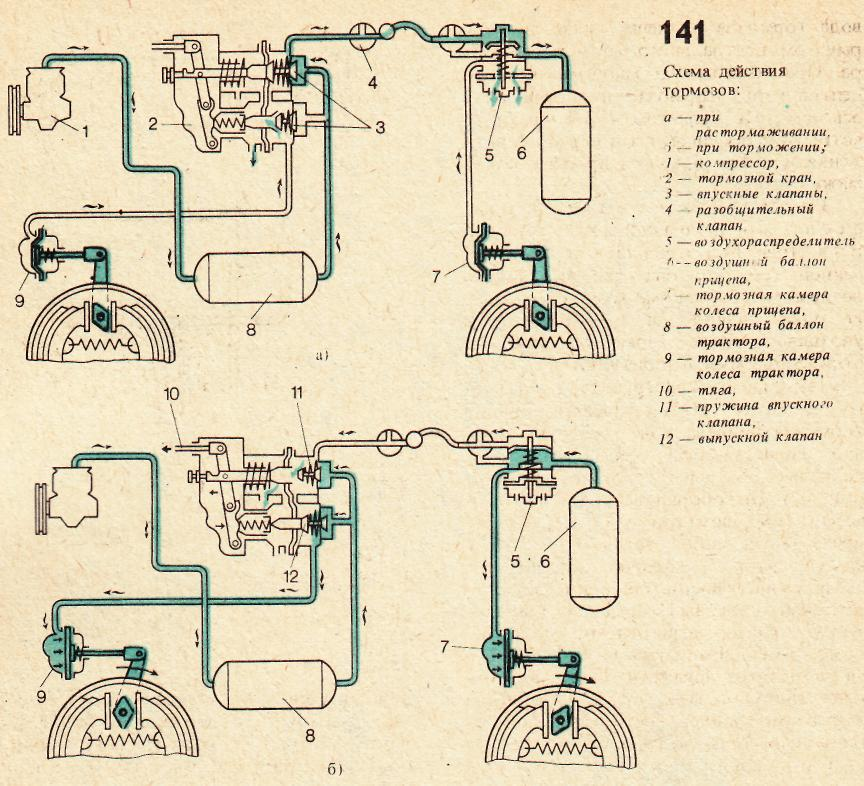 141
Схема действия
тормозов:
а — при
растормаживании,
при торможении,
1 — компрессор,
2 — тормозной кран,
3 — впускные клапаны,
4 — разобщительный
клапан
5 — воздухораспределитель
воздушный баллон
прицепа,
тормозная камера
колеса прицепа,
8 — воздушный баллон
трактора,
9 — тормозная камера
колеса трактора,
10 — тяга,
11 — пружина впускного
клапана,
12 — выпускной клапан
1
2
3
4
5
6
7
8
9
а)
10
11
12
5
6
7
8
9
б)